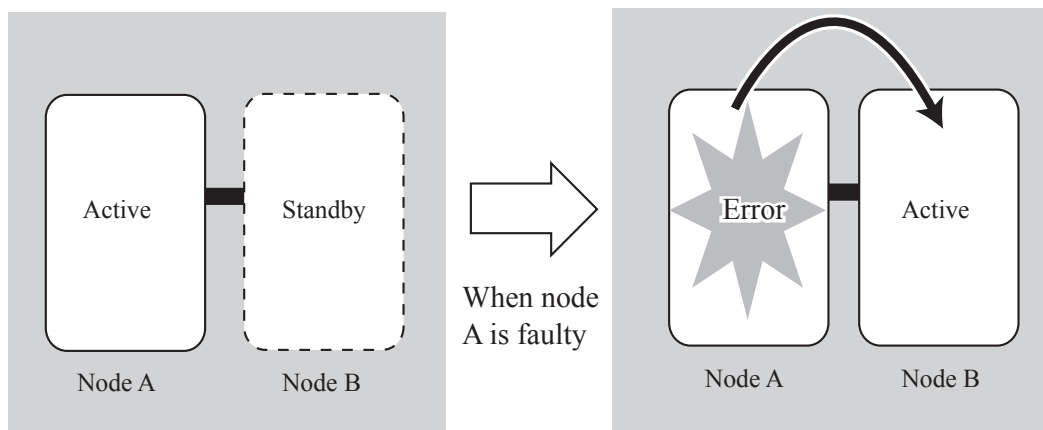 Active
Standby
Node A
Node B
When node
A is faulty
Error
Active
Node A
Node B